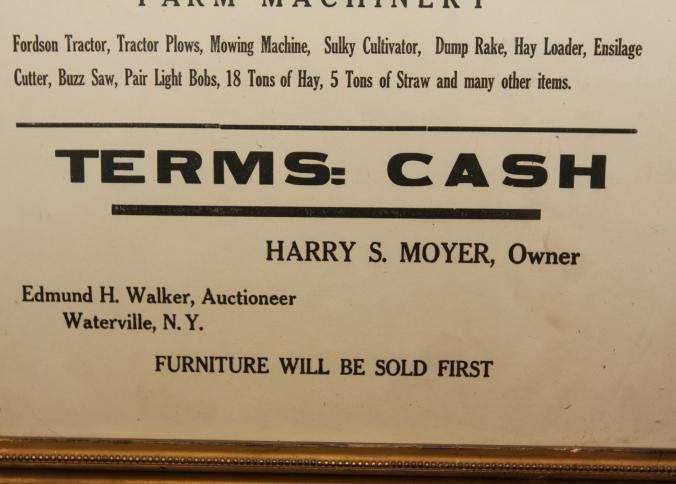 FARM MACHINERY
Fordson Tractor, Tractor Plows, Mowing Machine, Sulky Cultivator, Dump Rake, Hay Loader, Ensilage
Cutter, Buzz Saw, Pair Light Bobs, 18 Tons of Hay, 5 Tons of Straw and many other items.
TERMS: CASH
HARRY S. MOYER, Owner
Edmund H. Walker, Auctioneer
Waterville, N. Y.
FURNITURE WILL BE SOLD FIRST